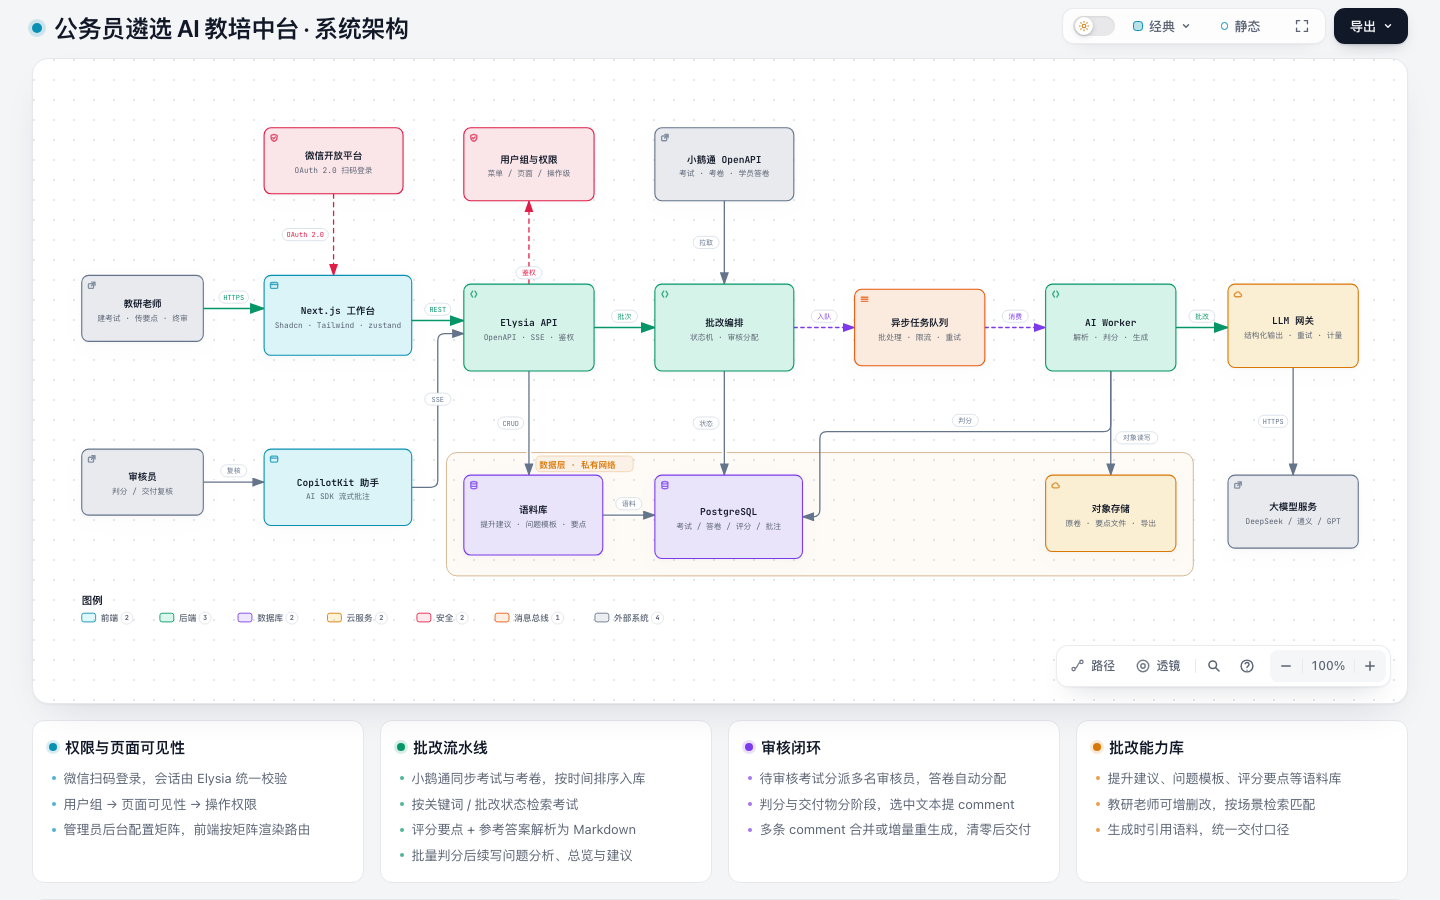 公务员遴选 AI 教培中台 · 系统架构
经典
静态
导出
微信开放平台
OAuth 2.0 扫码登录
用户组与权限
菜单 / 页面 / 操作级
小鹅通 OpenAPI
考试 · 考卷 · 学员答卷
OAuth 2.0
拉取
鉴权
教研老师
建考试 · 传要点 · 终审
HTTPS
Next.js 工作台
Shadcn · Tailwind · zustand
REST
Elysia API
OpenAPI · SSE · 鉴权
批次
批改编排
状态机 · 审核分配
入队
异步任务队列
批处理 · 限流 · 重试
消费
AI Worker
解析 · 判分 · 生成
批改
LLM 网关
结构化输出 · 重试 · 计量
SSE
CRUD
状态
判分
对象读写
HTTPS
审核员
判分 / 交付复核
复核
CopilotKit 助手
AI SDK 流式批注
数据层 · 私有网络
语料库
提升建议 · 问题模板 · 要点
语料
PostgreSQL
考试 / 答卷 / 评分 / 批注
对象存储
原卷 · 要点文件 · 导出
大模型服务
DeepSeek / 通义 / GPT
图例
前端 2
后端 3
数据库 2
云服务 2
安全 2
消息总线 1
外部系统 4
路径
透镜
100%
权限与页面可见性
微信扫码登录，会话由 Elysia 统一校验
用户组 → 页面可见性 → 操作权限
管理员后台配置矩阵，前端按矩阵渲染路由
批改流水线
小鹅通同步考试与考卷，按时间排序入库
按关键词 / 批改状态检索考试
评分要点 + 参考答案解析为 Markdown
批量判分后续写问题分析、总览与建议
审核闭环
待审核考试分派多名审核员，答卷自动分配
判分与交付物分阶段，选中文本提 comment
多条 comment 合并或增量重生成，清零后交付
批改能力库
提升建议、问题模板、评分要点等语料库
教研老师可增删改，按场景检索匹配
生成时引用语料，统一交付口径